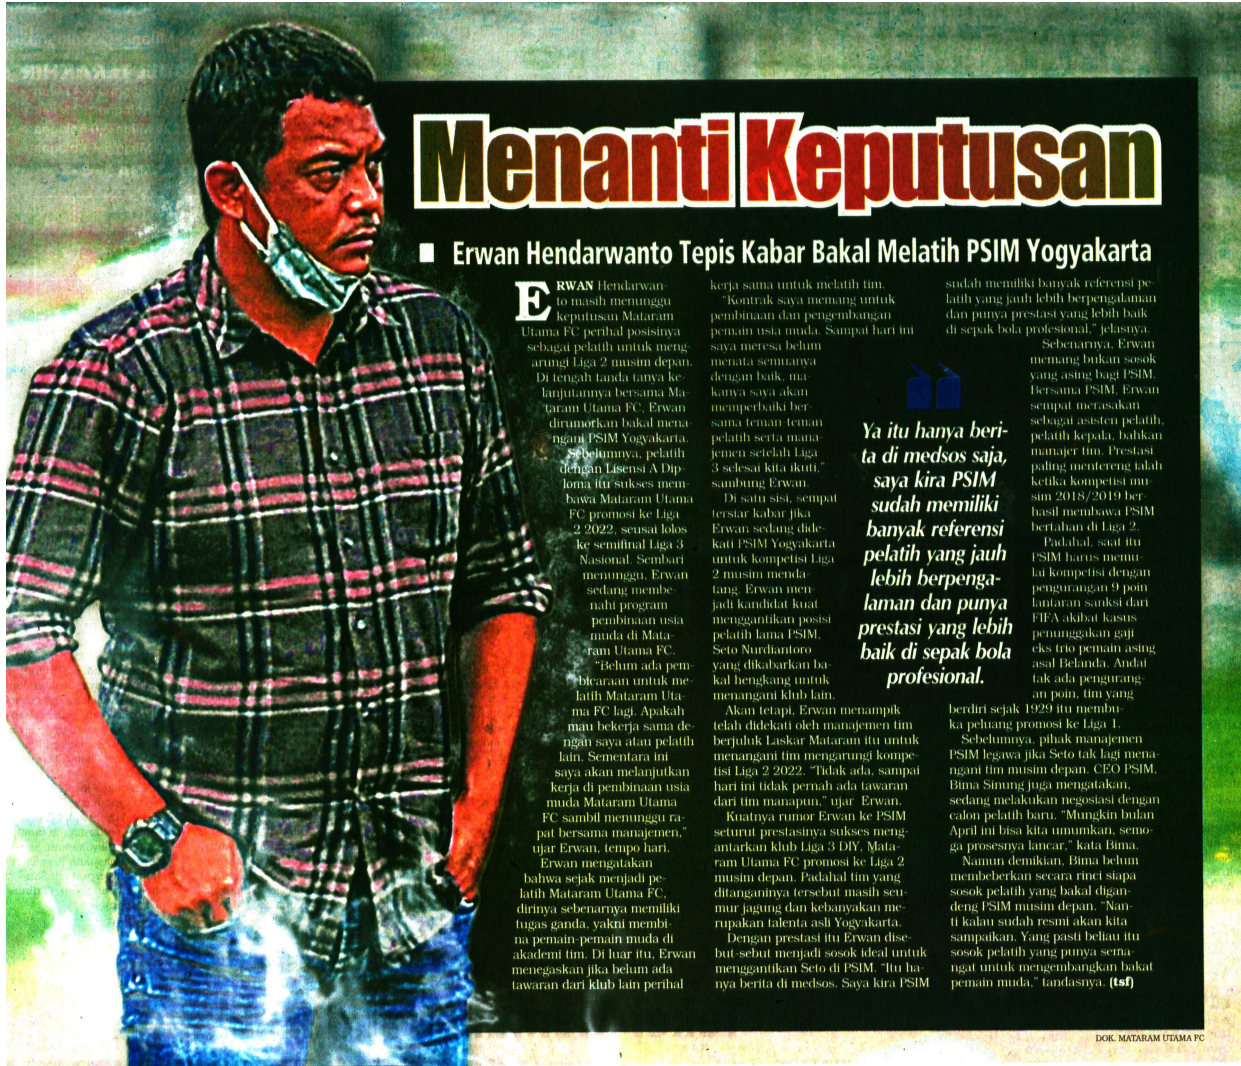 Menanti Keputusan
■ Erwan Hendarwanto Tepis Kabar Bakal Melatih PSIM Yogyakarta
ERWAN Hendarwan-
to masih menunggu
keputusan Mataram
Utama FC perihal posisinya
sebagai pelatih untuk meng-
arungi Liga 2 musim depan.
Di tengah tanda tanya ke-
lanjutannya bersama Ma-
taram Utama FC, Erwan
dirumorkan bakal mena-
ngani PSIM Yogyakarta.
Sebelumnya, pelatih
dengan Lisensi A Dip-
loma itu sukses mem-
bawa Mataram Utama
FC promosi ke Liga
2 2022, seusai lolos
ke semifinal Liga 3
Nasional. Sembari
menunggu, Erwan
sedang membe-
nahi program
pembinaan usia
muda di Mata-
ram Utama FC.
"Belum ada pem-
bicaraan untuk me-
latih Mataram Uta-
ma FC lagi. Apakah
mau bekerja sama de-
ngan saya atau pelatih
lain. Sementara ini
saya akan melanjutkan
kerja di pembinaan usia
muda Mataram Utama
FC sambil menunggu ra-
pat bersama manajemen,"
ujar Erwan, tempo hari.
Erwan mengatakan
bahwa sejak menjadi pe-
latih Mataram Utama FC,
dirinya sebenarnya memiliki
tugas ganda, yakni membi-
na pemain-pemain muda di
akademi tim. Di luar itu, Erwan
menegaskan jika belum ada
tawaran dari klub lain perihal
kerja sama untuk melatih tim.
"Kontrak saya memang untuk
pembinaan dan pengembangan
pemain usia muda. Sampai hari ini
saya meresa belum
menata semuanya
dengan baik, ma-
kanya saya akan
memperbaiki ber-
sama teman teman
pelatih serta mana-
jemen setelah Liga
3 selesai kita ikuti,"
sambung Erwan.
Di satu sisi, sempat
tersiar kabar jika
Erwan sedang dide-
kati PSIM Yogyakarta
untuk kompetisi Liga
2 musim menda-
tang. Erwan men-
jadi kandidat kuat
menggantikan posisi
pelatih lama PSIM,
Seto Nurdiantoro
yang dikabarkan ba-
kal hengkang untuk
menangani klub lain.
Akan tetapi, Erwan menampik
telah didekati oleh manajemen tim
berjuluk Laskar Mataram itu untuk
menangani tim mengarungi kompe-
tisi Liga 2 2022. "Tidak ada, sampai
hari ini tidak pernah ada tawaran
dari tim manapun," ujar Erwan.
Kuatnya rumor Erwan ke PSIM
seturut prestasinya sukses meng-
antarkan klub Liga 3 DIY, Mata-
ram Utama FC promosi ke Liga 2
musim depan. Padahal tim yang
ditanganinya tersebut masih seu-
mur jagung dan kebanyakan me-
rupakan talenta asli Yogyakarta.
Dengan prestasi itu Erwan dise-
but-sebut menjadi sosok ideal untuk
menggantikan Seto di PSIM. "Itu ha-
nya berita di medsos. Saya kira PSIM
sudah memiliki banyak referensi pe-
latih yang jauh lebih berpengalaman
dan punya prestasi yang lebih baik
di sepak bola profesional," jelasnya.
Sebenarnya, Erwan
memang bukan sosok
yang asing bagi PSIM.
Bersama PSIM, Erwan
sempat merasakan
sebagai asisten pelatih,
pelatih kepala, bahkan
manajer tim. Prestasi
paling mentereng ialah
ketika kompetisi mu-
sim 2018/2019 ber-
hasil membawa PSIM
bertahan di Liga 2.
Padahal, saat itu
PSIM harus memu-
lai kompetisi dengan
pengurangan 9 poin
lantaran sanksi dari
FIFA akibat kasus
penunggakan gaji
eks trio pemain asing
asal Belanda. Andai
tak ada pengurang-
an poin, tim yang
berdiri sejak 1929 itu membu-
ka peluang promosi ke Liga 1.
Sebelumnya, pihak manajemen
PSIM legawa jika Seto tak lagi mena-
ngani tim musim depan. CEO PSIM,
Bima Sinung juga mengatakan,
sedang melakukan negosiasi dengan
calon pelatih baru. "Mungkin bulan
April ini bisa kita umumkan, semo-
ga prosesnya lancar," kata Bima.
Namun demikian, Bima belum
membeberkan secara rinci siapa
sosok pelatih yang bakal digan-
deng PSIM musim depan. "Nan-
ti kalau sudah resmi akan kita
sampaikan. Yang pasti beliau itu
sosok pelatih yang punya sema-
ngat untuk mengembangkan bakat
pemain muda," tandasnya. (tsf)
Ya itu hanya beri-
ta di medsos saja,
saya kira PSIM
sudah memiliki
banyak referensi
pelatih yang jauh
lebih berpenga-
laman dan punya
prestasi yang lebih
baik di sepak bola
profesional.
DOK. MATARAM UTAMA FC